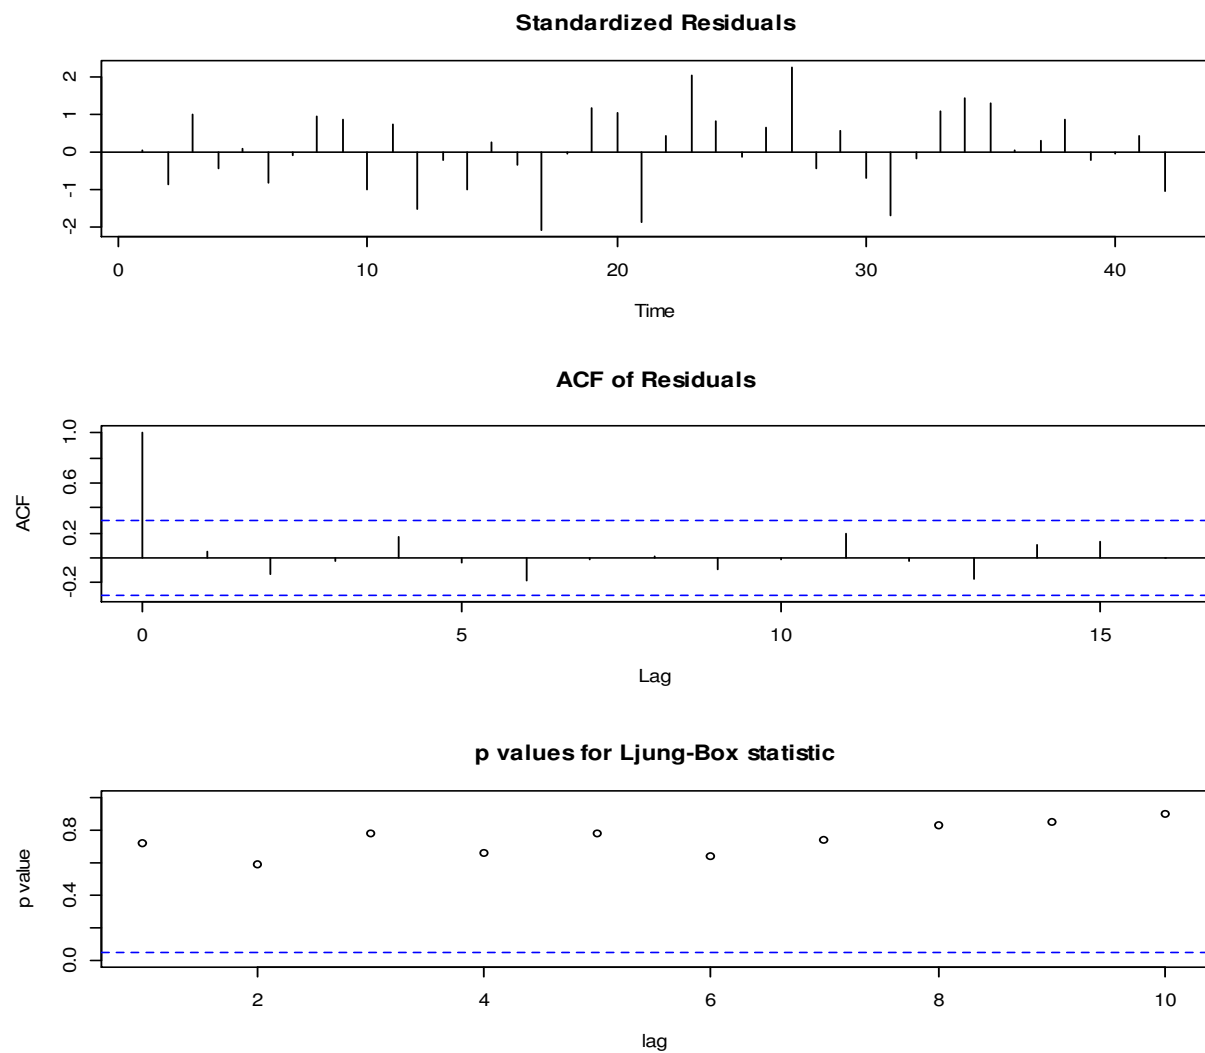 Standardized Residuals
2
1
0
-1
-2
0 10 20 30 40
Time
ACF of Residuals
ACF
1.0
0.6
0.2
-0.2
0 5 10 15
Lag
p values for Ljung-Box statistic
p value
0.8
0.4
0.0
2 4 6 8 10
lag